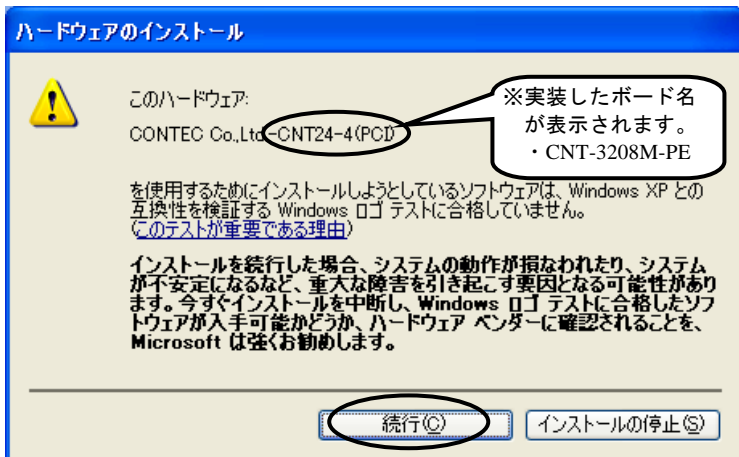 ハードウェアのインストール
このハードウェア:
CONTEC Co.,Ltd.-CNT24-4(PCI)
※実装したボード名
が表示されます。
・CNT-3208M-PE
を使用するためにインストールしようとしているソフトウェアは、Windows XP との
互換性を検証する Windows ロゴ テストに合格していません。
(このテストが重要である理由)
インストールを続行した場合、システムの動作が損なわれたり、システム
が不安定になるなど、重大な障害を引き起こす要因となる可能性があり
ます。今すぐインストールを中断し、Windows ロゴ テストに合格したソフ
トウェアが入手可能かどうか、ハードウェア ベンダーに確認されることを、
Microsoft は強くお勧めします。
続行(C)
インストールの停止(S)